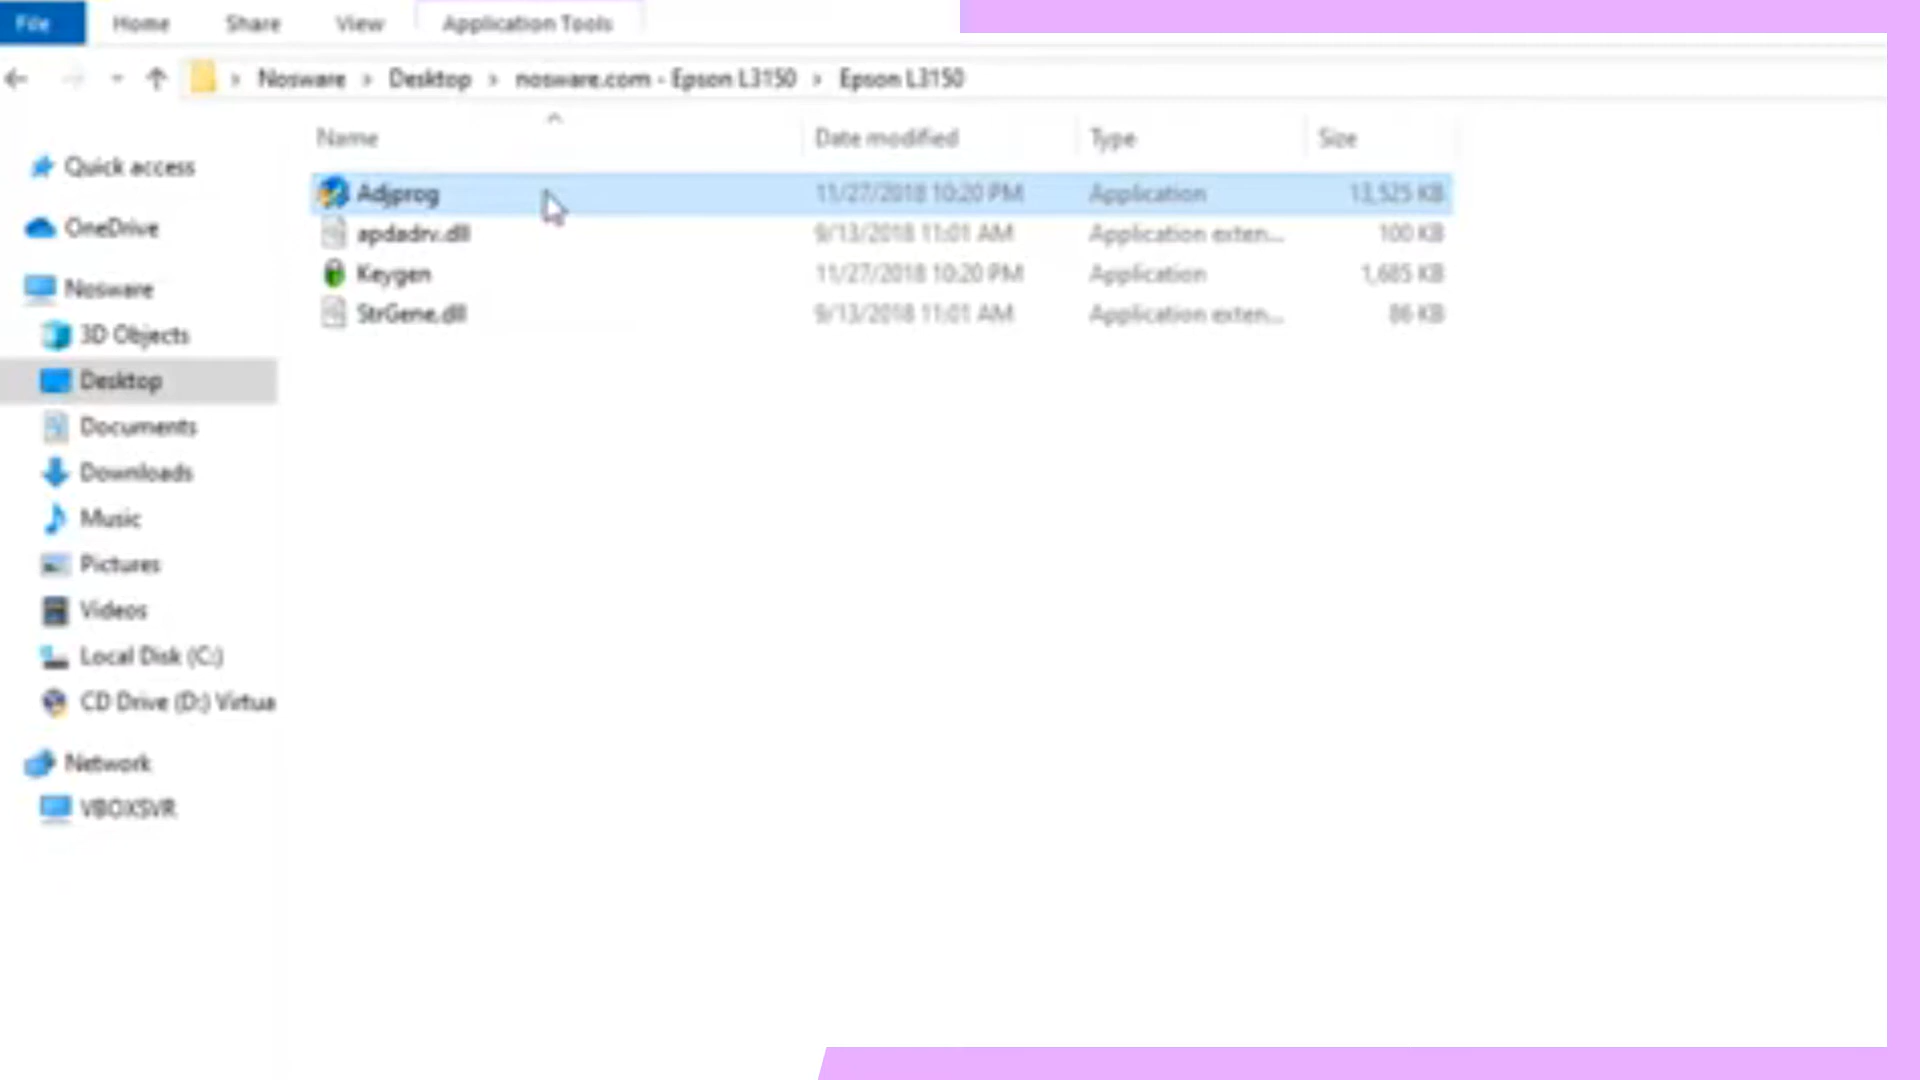 File Home Share View Application Tools
Nosware Desktop nosware.com - Epson L3150 Epson L3150
Name Date modified Type Size
Quick access
OneDrive
Nosware
3D Objects
Desktop
Documents
Downloads
Music
Pictures
Videos
Local Disk (C:)
CD Drive (D:) Virtua
Network
VBOXSVR
Adjprog 11/27/2018 10:20 PM Application 13,525 KB
apdadrv.dll 9/13/2018 11:01 AM Application exten... 100 KB
Keygen 11/27/2018 10:20 PM Application 1,685 KB
StrGene.dll 9/13/2018 11:01 AM Application exten... 86 KB